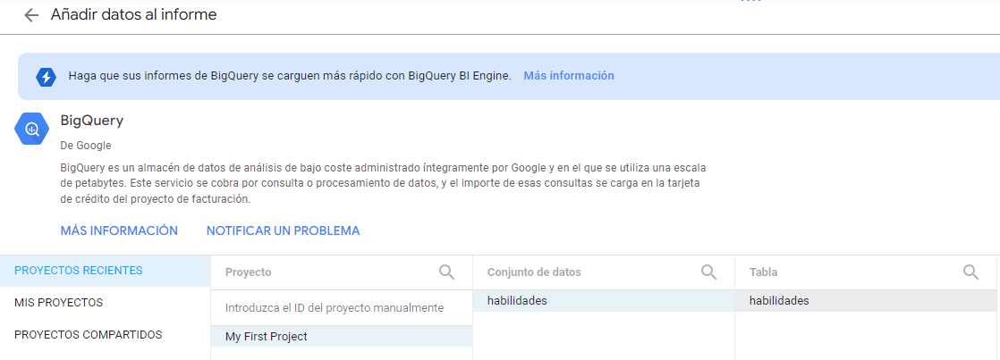 Añadir datos al informe
Haga que sus informes de BigQuery se carguen más rápido con BigQuery BI Engine. Más información
BigQuery
De Google
BigQuery es un almacén de datos de análisis de bajo coste administrado íntegramente por Google y en el que se utiliza una escala
de petabytes. Este servicio se cobra por consulta o procesamiento de datos, y el importe de esas consultas se carga en la tarjeta
de crédito del proyecto de facturación.
MÁS INFORMACIÓN NOTIFICAR UN PROBLEMA
PROYECTOS RECIENTES
MIS PROYECTOS
PROYECTOS COMPARTIDOS
Proyecto
Introduzca el ID del proyecto manualmente
My First Project
Conjunto de datos
habilidades
Tabla
habilidades